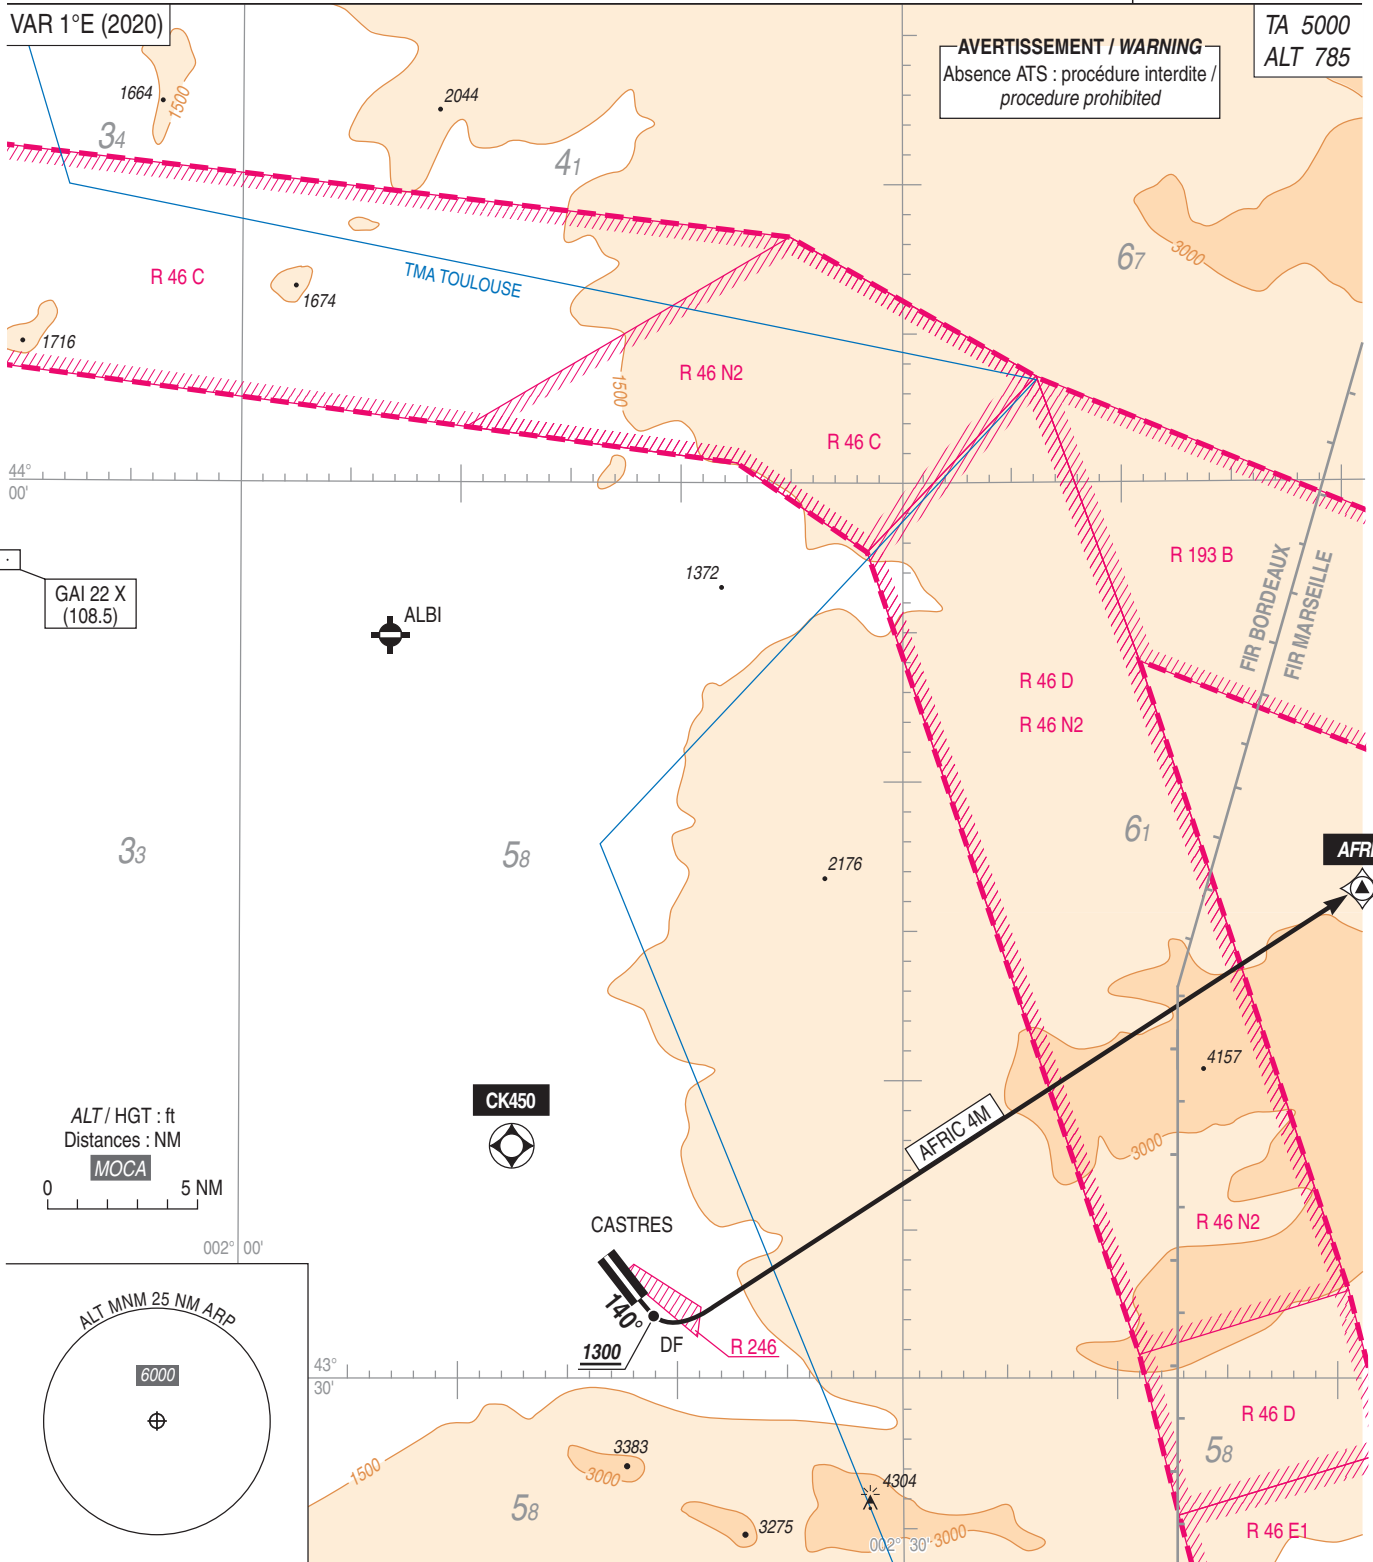 VAR 1°E (2020)
TA 5000
ALT 785
AVERTISSEMENT / WARNING
Absence ATS : procédure interdite /
procedure prohibited
1664
1500
2044
34
41
67
3000
R 46 C
TMA TOULOUSE
1674
1716
R 46 N2
1500
R 46 C
44°
00'
GAI 22 X
(108.5)
ALBI
1372
R 193 B
FIR BORDEAUX
FIR MARSEILLE
R 46 D
R 46 N2
33
58
2176
61
4157
CK450
ALT / HGT : ft
Distances : NM
MOCA
0 5 NM
AFRIC 4M
3000
R 46 N2
CASTRES
002° 00'
140°
1300
DF
R 246
ALT MNM 25 NM ARP
6000
43°
30'
R 46 D
58
3383
3000
1500
4304
58
3275
3000
002° 30'
R 46 E1